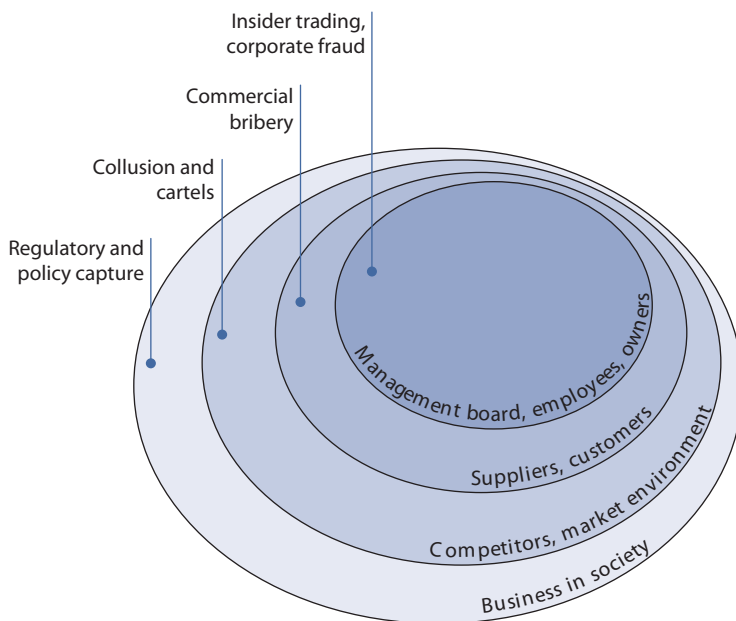 Insider trading,
corporate fraud
Commercial
bribery
Collusion and
cartels
Regulatory and
policy capture
Management board, employees, owners
Suppliers, customers
Competitors, market environment
Business in society